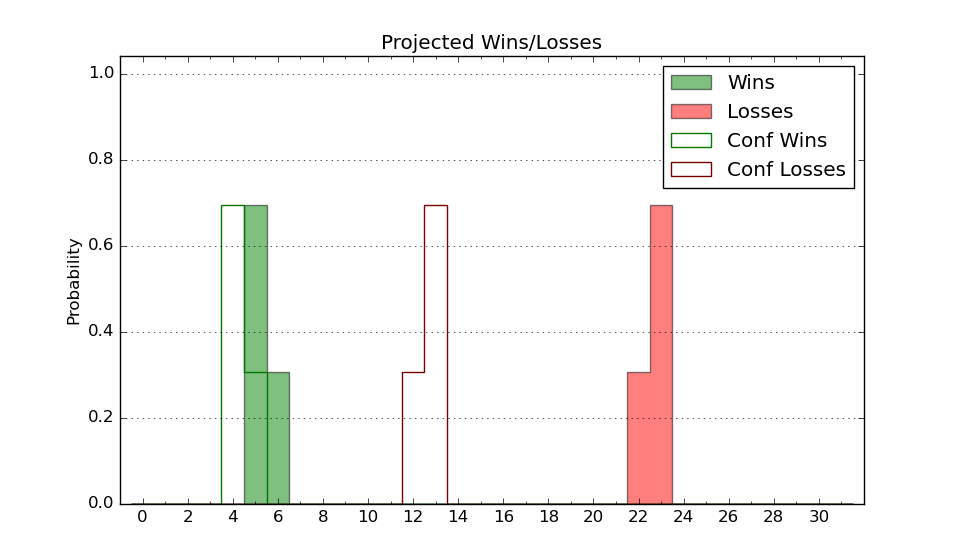 Projected Wins/Losses
1.0
0.8
0.6
0.4
0.2
0.0
Probability
Wins
Losses
Conf Wins
Conf Losses
0 2 4 6 8 10 12 14 16 18 20 22 24 26 28 30